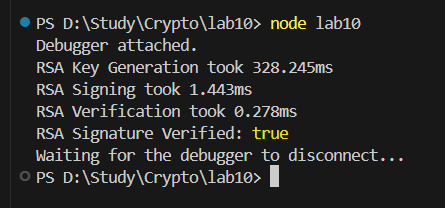 PS D:\Study\Crypto\lab10> node lab10
Debugger attached.
RSA Key Generation took 328.245ms
RSA Signing took 1.443ms
RSA Verification took 0.278ms
RSA Signature Verified: true
Waiting for the debugger to disconnect...
PS D:\Study\Crypto\lab10>